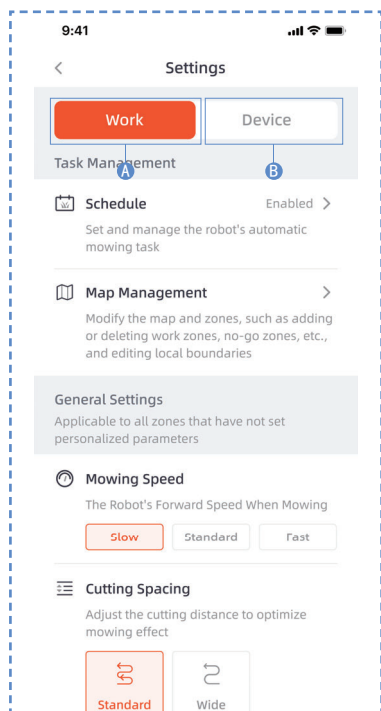 9:41
Settings
Work Device
A B
Task Management
Schedule Enabled
Set and manage the robot's automatic
mowing task
Map Management
Modify the map and zones, such as adding
or deleting work zones, no-go zones, etc.,
and editing local boundaries
General Settings
Applicable to all zones that have not set
personalized parameters
Mowing Speed
The Robot's Forward Speed When Mowing
Slow Standard Fast
Cutting Spacing
Adjust the cutting distance to optimize
mowing effect
Standard Wide